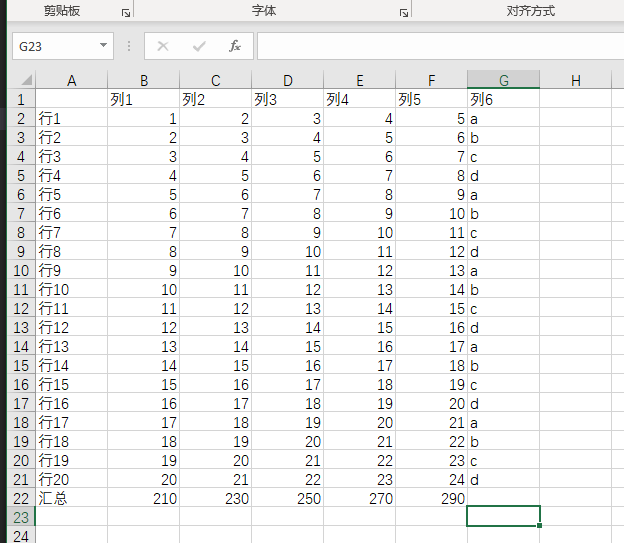 剪贴板 字体 对齐方式
G23 fx
A B C D E F G H
1 列1 列2 列3 列4 列5 列6
2 行1 1 2 3 4 5 a
3 行2 2 3 4 5 6 b
4 行3 3 4 5 6 7 c
5 行4 4 5 6 7 8 d
6 行5 5 6 7 8 9 a
7 行6 6 7 8 9 10 b
8 行7 7 8 9 10 11 c
9 行8 8 9 10 11 12 d
10 行9 9 10 11 12 13 a
11 行10 10 11 12 13 14 b
12 行11 11 12 13 14 15 c
13 行12 12 13 14 15 16 d
14 行13 13 14 15 16 17 a
15 行14 14 15 16 17 18 b
16 行15 15 16 17 18 19 c
17 行16 16 17 18 19 20 d
18 行17 17 18 19 20 21 a
19 行18 18 19 20 21 22 b
20 行19 19 20 21 22 23 c
21 行20 20 21 22 23 24 d
22 汇总 210 230 250 270 290
23
24